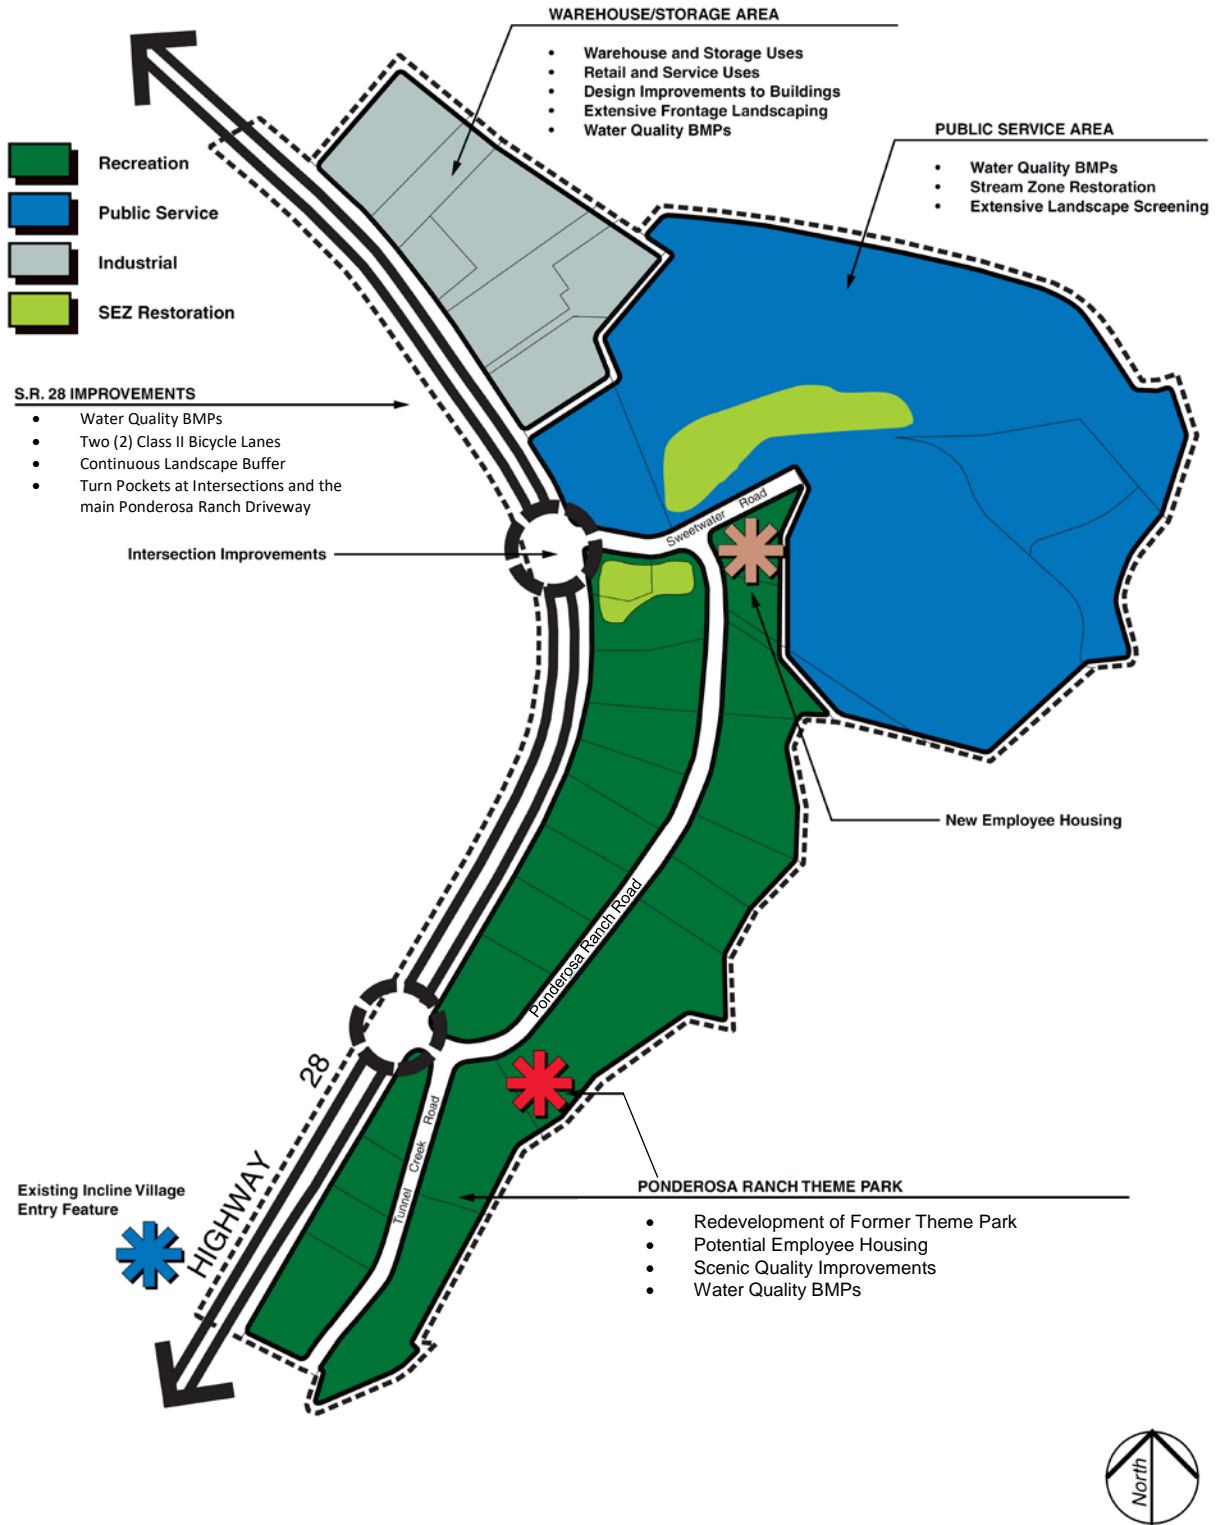 WAREHOUSE/STORAGE AREA
• Warehouse and Storage Uses
• Retail and Service Uses
• Design Improvements to Buildings
• Extensive Frontage Landscaping
• Water Quality BMPs
PUBLIC SERVICE AREA
• Water Quality BMPs
• Stream Zone Restoration
• Extensive Landscape Screening
Recreation
Public Service
Industrial
SEZ Restoration
S.R. 28 IMPROVEMENTS
• Water Quality BMPs
• Two (2) Class II Bicycle Lanes
• Continuous Landscape Buffer
• Turn Pockets at Intersections and the
main Ponderosa Ranch Driveway
Intersection Improvements
Sweetwater Road
New Employee Housing
Ponderosa Ranch Road
Tunnel Creek Road
HIGHWAY 28
Existing Incline Village
Entry Feature
PONDEROSA RANCH THEME PARK
• Redevelopment of Former Theme Park
• Potential Employee Housing
• Scenic Quality Improvements
• Water Quality BMPs
North